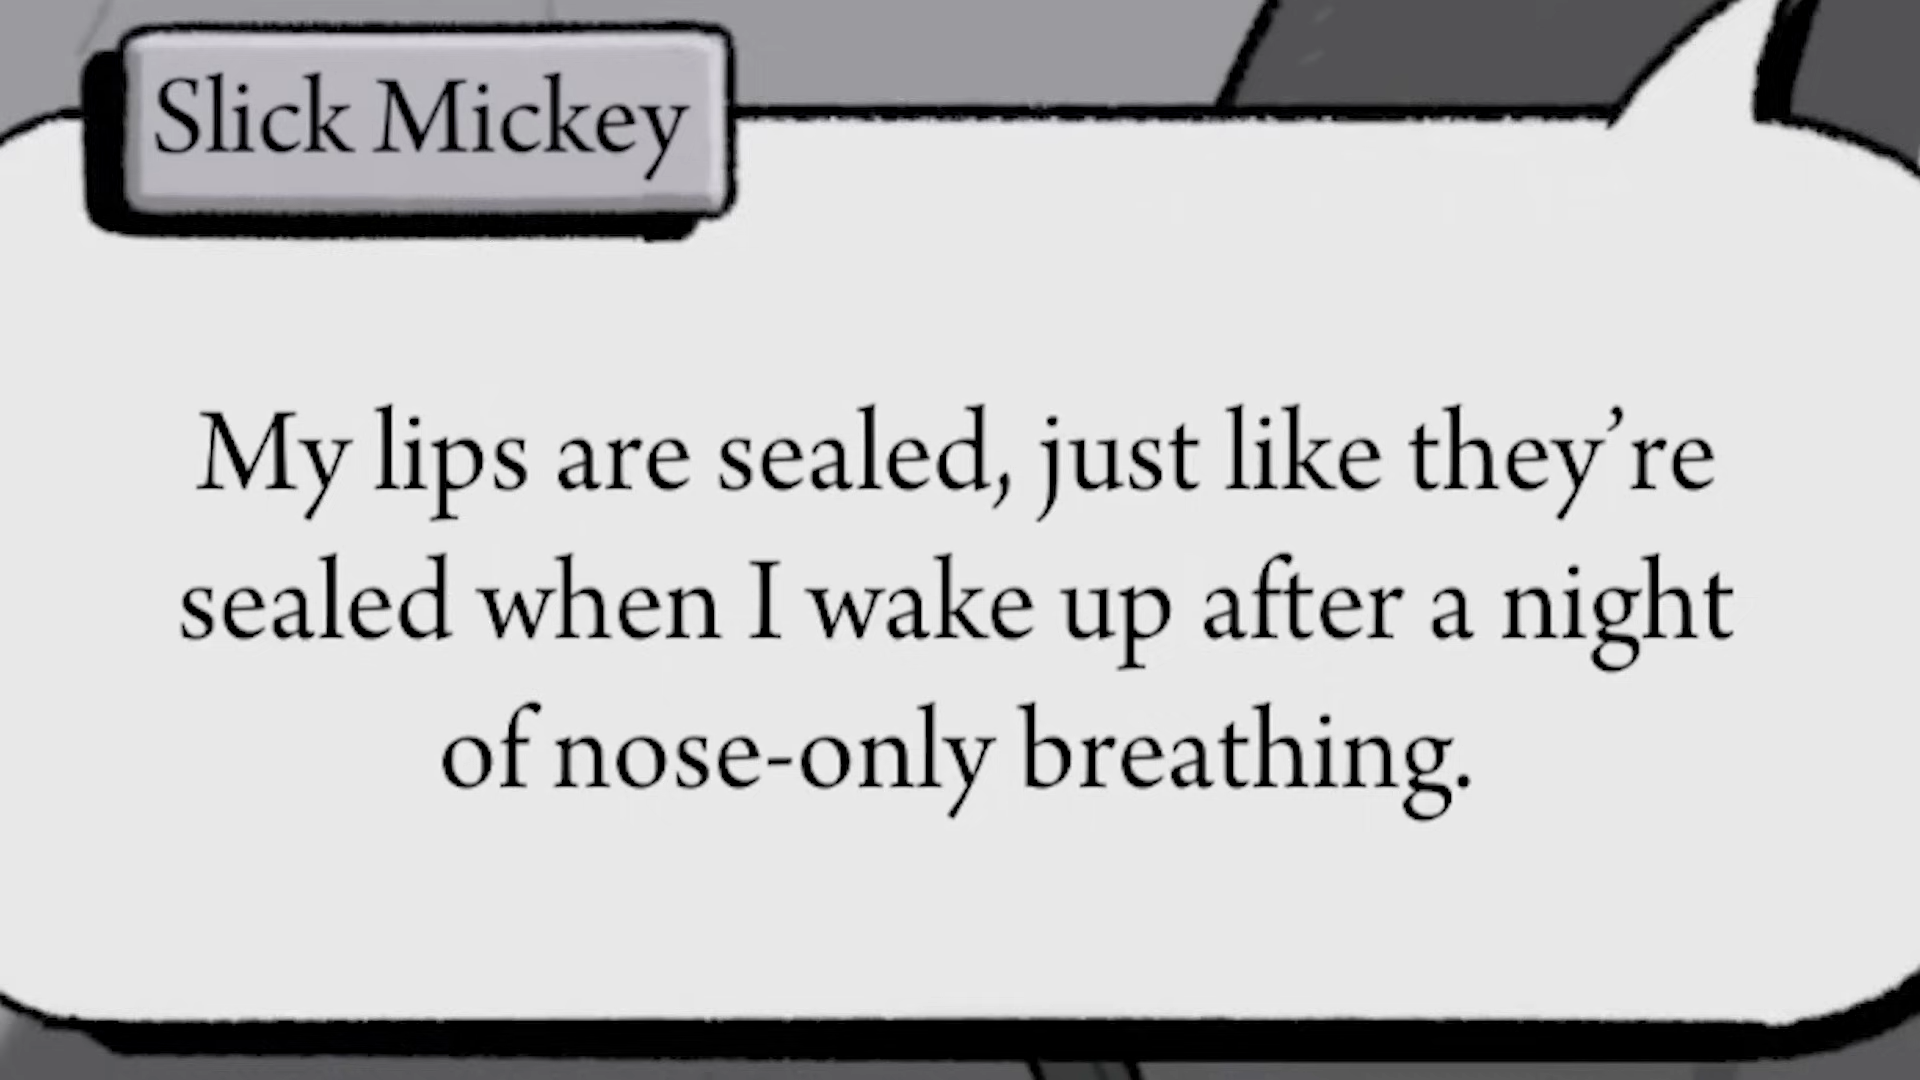 Slick Mickey
My lips are sealed, just like they’re
sealed when I wake up after a night
of nose-only breathing.